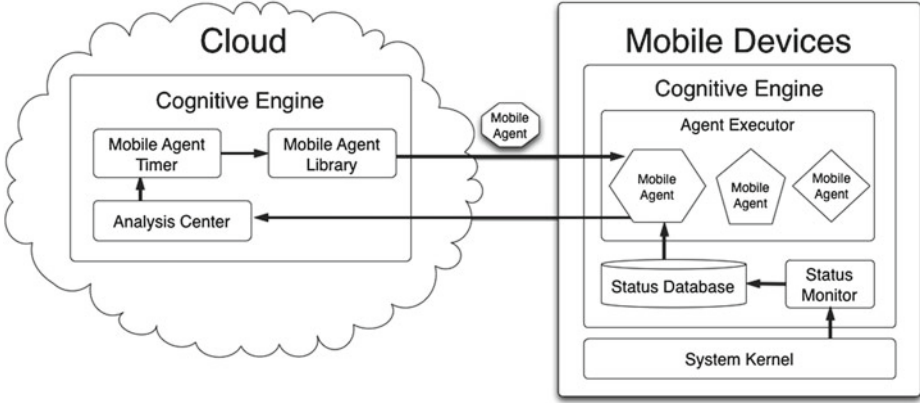 Cloud
Cognitive Engine
Mobile Agent
Timer
Mobile Agent
Library
Analysis Center
Mobile
Agent
Mobile Devices
Cognitive Engine
Agent Executor
Mobile
Agent
Mobile
Agent
Mobile
Agent
Status Database
Status
Monitor
System Kernel